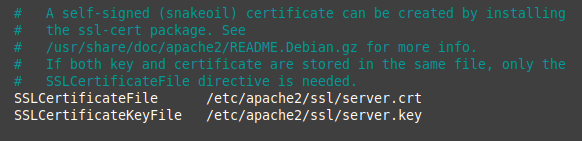 #   A self-signed (snakeoil) certificate can be created by installing
#   the ssl-cert package. See
#   /usr/share/doc/apache2/README.Debian.gz for more info.
#   If both key and certificate are stored in the same file, only the
#   SSLCertificateFile directive is needed.
SSLCertificateFile      /etc/apache2/ssl/server.crt
SSLCertificateKeyFile   /etc/apache2/ssl/server.key